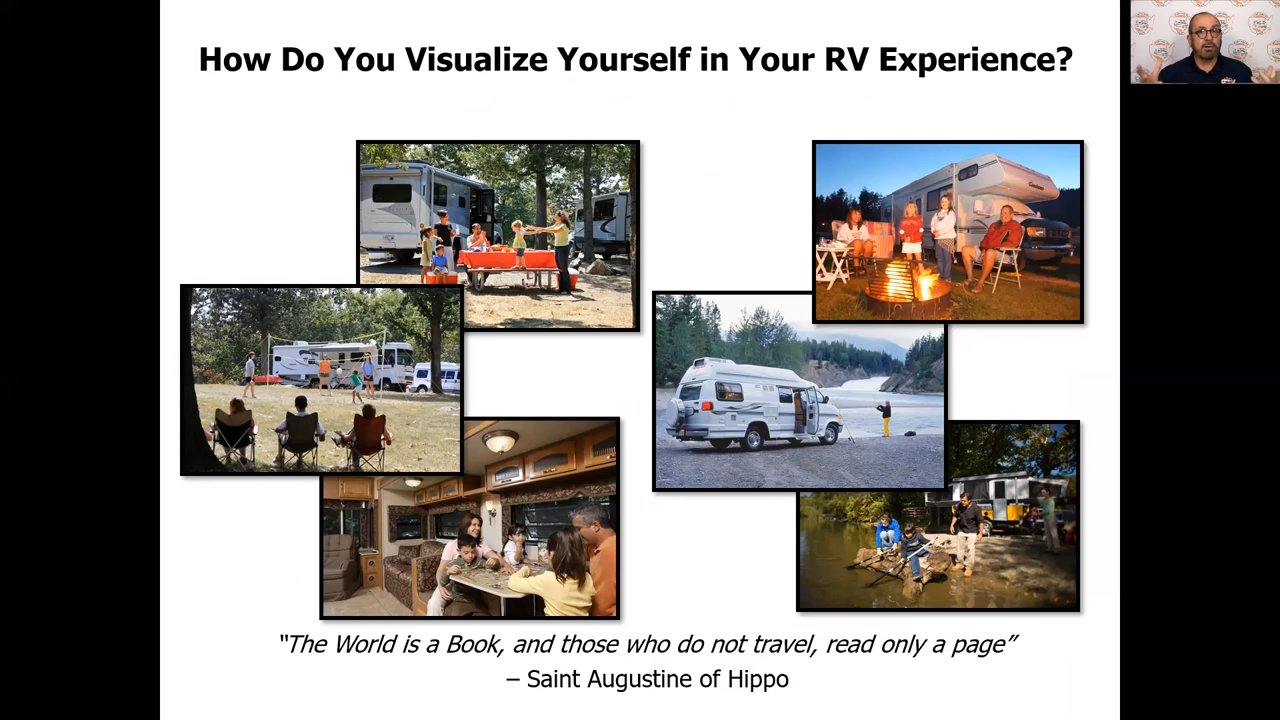 How Do You Visualize Yourself in Your RV Experience?
“The World is a Book, and those who do not travel, read only a page”
– Saint Augustine of Hippo